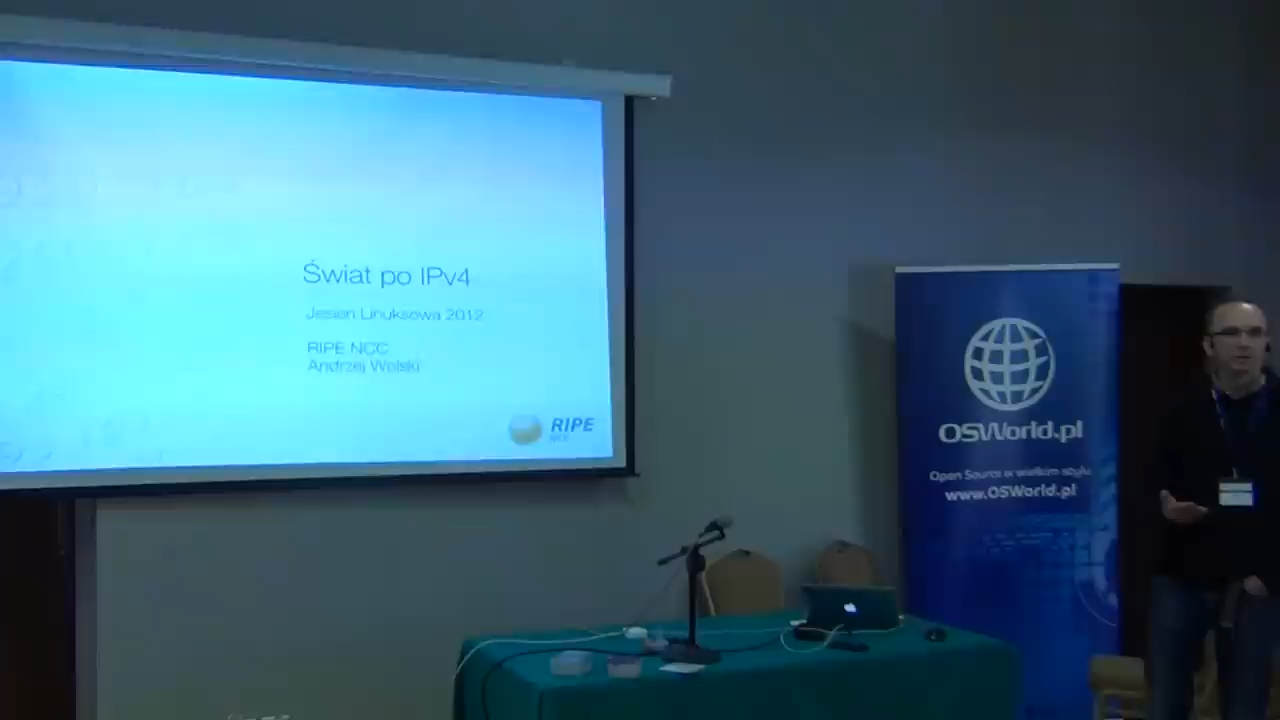 Świat po IPv4
Jesień Linuksowa 2012
RIPE NCC
Andrzej Wolski
RIPE
NCC
OSWorld.pl
Open Source w wielkim stylu
www.OSWorld.pl